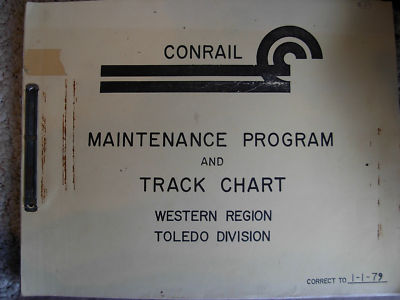 CONRAIL
MAINTENANCE PROGRAM
AND
TRACK CHART
WESTERN REGION
TOLEDO DIVISION
CORRECT TO 1-1-79